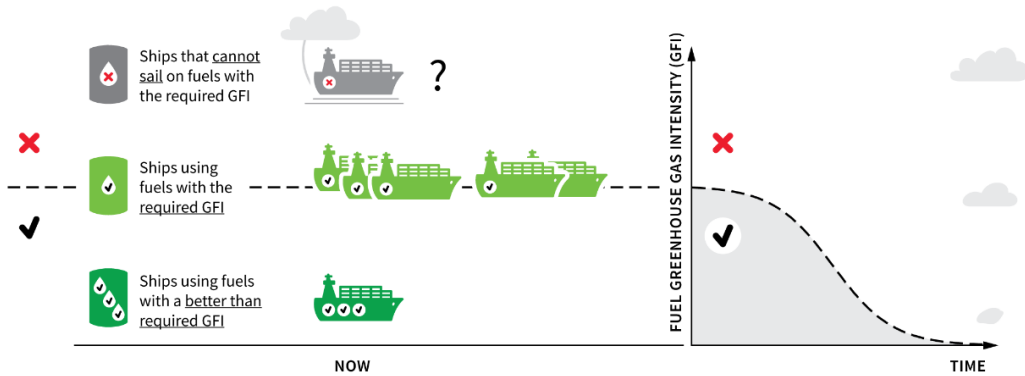 Ships that cannot
sail on fuels with
the required GFI
?
Ships using
fuels with the
required GFI
Ships using fuels
with a better than
required GFI
NOW
FUEL GREENHOUSE GAS INTENSITY (GFI)
TIME